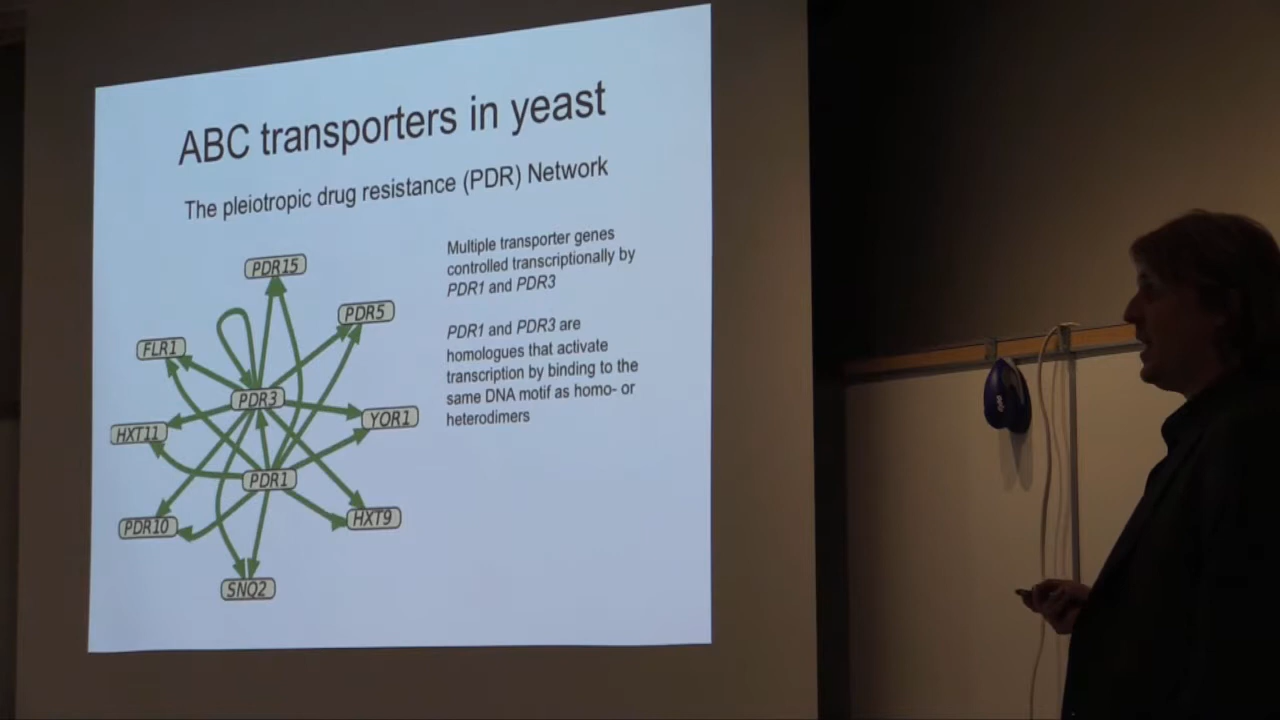 ABC transporters in yeast
The pleiotropic drug resistance (PDR) Network
Multiple transporter genes
controlled transcriptionally by
PDR1 and PDR3
PDR1 and PDR3 are
homologues that activate
transcription by binding to the
same DNA motif as homo- or
heterodimers
PDR15
PDR5
FLR1
PDR3
YOR1
HXT11
PDR1
PDR10
HXT9
SNQ2